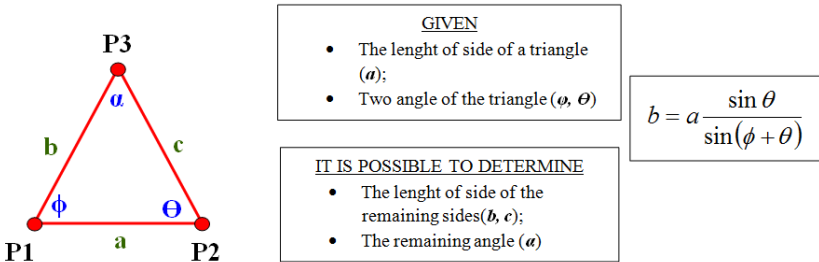 P3
α
b
c
ϕ
Θ
P1
a
P2
GIVEN
• The lenght of side of a triangle
(a);
• Two angle of the triangle (φ, Θ)
IT IS POSSIBLE TO DETERMINE
• The lenght of side of the
remaining sides(b, c);
• The remaining angle (α)
b = a sin θ / sin(ϕ + θ)